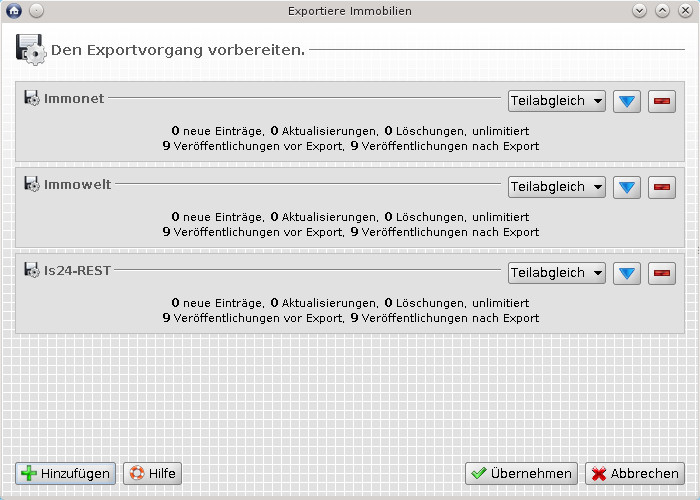 Exportiere Immobilien
Den Exportvorgang vorbereiten.
Immonet
Teilabgleich
0 neue Einträge, 0 Aktualisierungen, 0 Löschungen, unlimitiert
9 Veröffentlichungen vor Export, 9 Veröffentlichungen nach Export
Immowelt
Teilabgleich
0 neue Einträge, 0 Aktualisierungen, 0 Löschungen, unlimitiert
9 Veröffentlichungen vor Export, 9 Veröffentlichungen nach Export
Is24-REST
Teilabgleich
0 neue Einträge, 0 Aktualisierungen, 0 Löschungen, unlimitiert
9 Veröffentlichungen vor Export, 9 Veröffentlichungen nach Export
Hinzufügen Hilfe Übernehmen Abbrechen